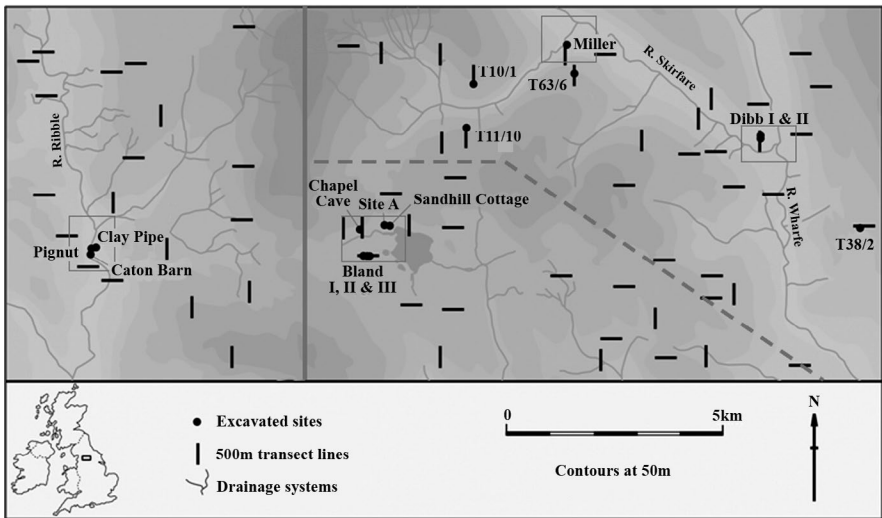 T10/1
Miller
T63/6
R. Skirfare
R. Ribble
T11/10
Dibb I & II
Chapel
Cave
Site A
Sandhill Cottage
R. Wharfe
Clay Pipe
Pignut
Caton Barn
T38/2
Bland
I, II & III
Excavated sites
500m transect lines
Drainage systems
0
5km
Contours at 50m
N